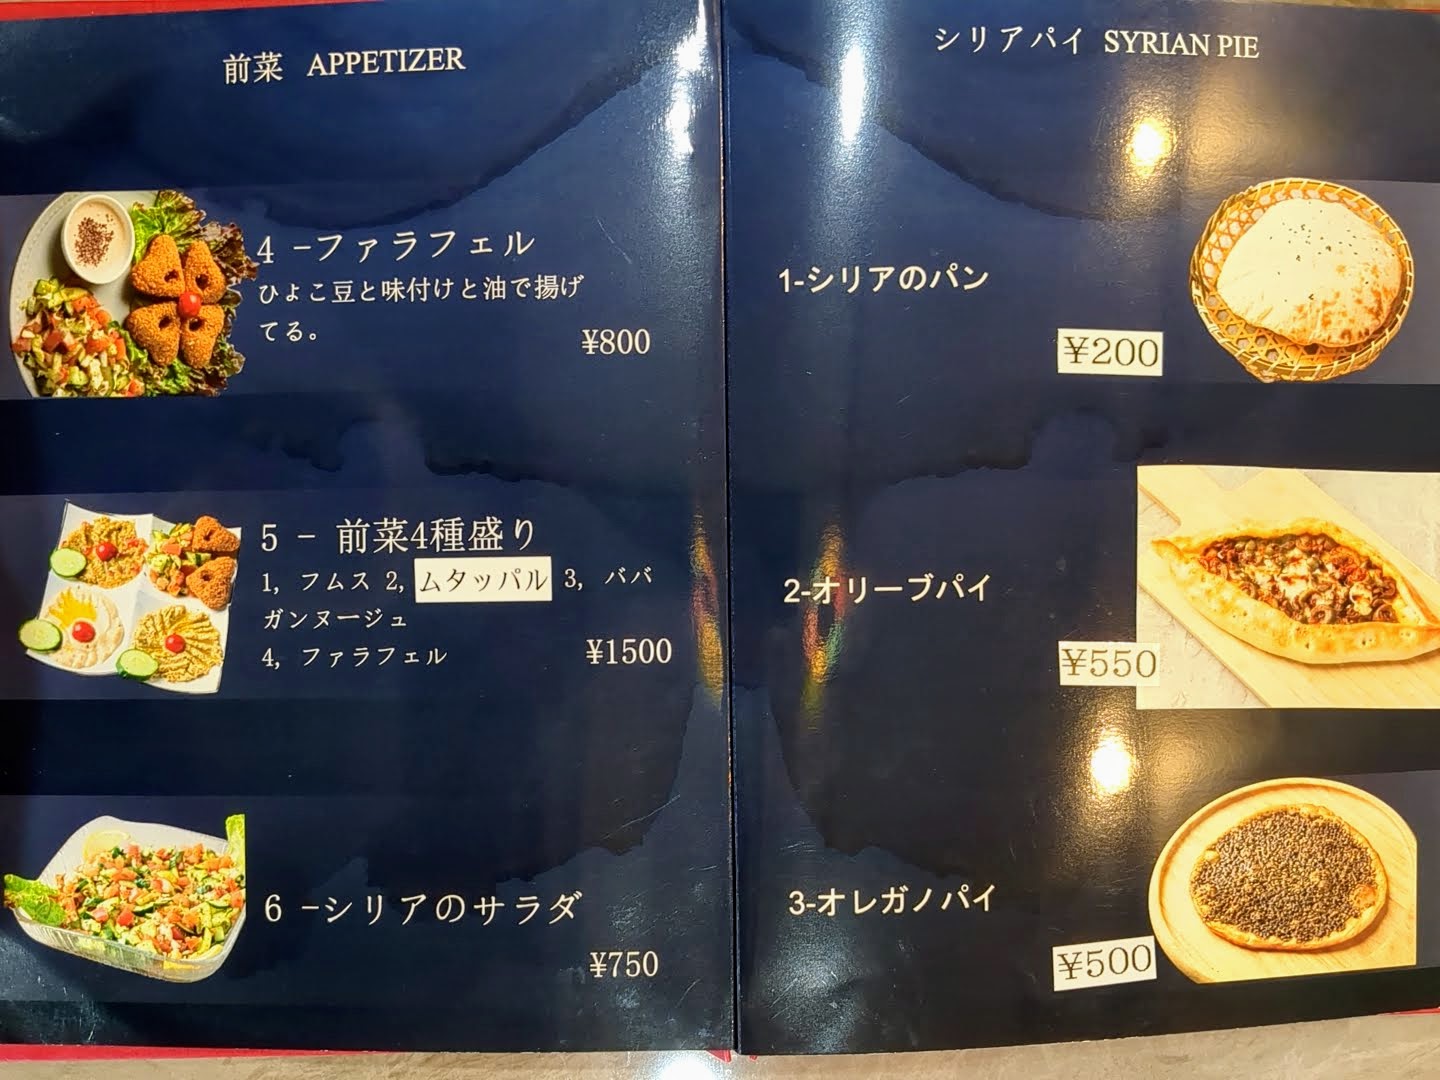 前菜 APPETIZER
4 -ファラフェル
ひよこ豆と味付けと油で揚げ
てる。
¥800
5 - 前菜4種盛り
1, フムス 2, ムタッパル 3, ババ
ガンヌージュ
4, ファラフェル
¥1500
6 -シリアのサラダ
¥750
シリアパイ SYRIAN PIE
1-シリアのパン
¥200
2-オリーブパイ
¥550
3-オレガノパイ
¥500